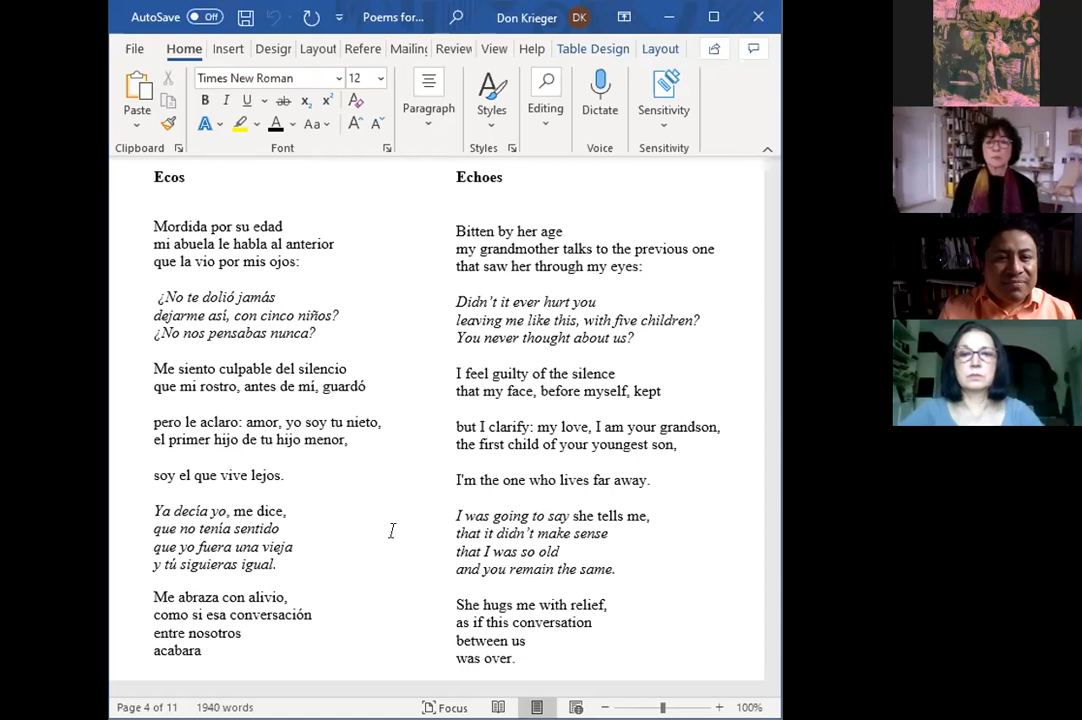 AutoSave Off Poems for... Don Krieger DK
File Home Insert Design Layout Refere Mailing Review View Help Table Design Layout
Times New Roman 12
Paste
B I U ab x₂ x²
A A Aa A A
Paragraph Styles Editing Dictate Sensitivity
Clipboard Font Styles Voice Sensitivity
Ecos
Mordida por su edad
mi abuela le habla al anterior
que la vio por mis ojos:
¿No te dolió jamás
dejarme así, con cinco niños?
¿No nos pensabas nunca?
Me siento culpable del silencio
que mi rostro, antes de mí, guardó
pero le aclaro: amor, yo soy tu nieto,
el primer hijo de tu hijo menor,
soy el que vive lejos.
Ya decía yo, me dice,
que no tenía sentido
que yo fuera una vieja
y tú siguieras igual.
Me abraza con alivio,
como si esa conversación
entre nosotros
acabara
Echoes
Bitten by her age
my grandmother talks to the previous one
that saw her through my eyes:
Didn't it ever hurt you
leaving me like this, with five children?
You never thought about us?
I feel guilty of the silence
that my face, before myself, kept
but I clarify: my love, I am your grandson,
the first child of your youngest son,
I'm the one who lives far away.
I was going to say she tells me,
that it didn't make sense
that I was so old
and you remain the same.
She hugs me with relief,
as if this conversation
between us
was over.
Page 4 of 11 1940 words Focus 100%